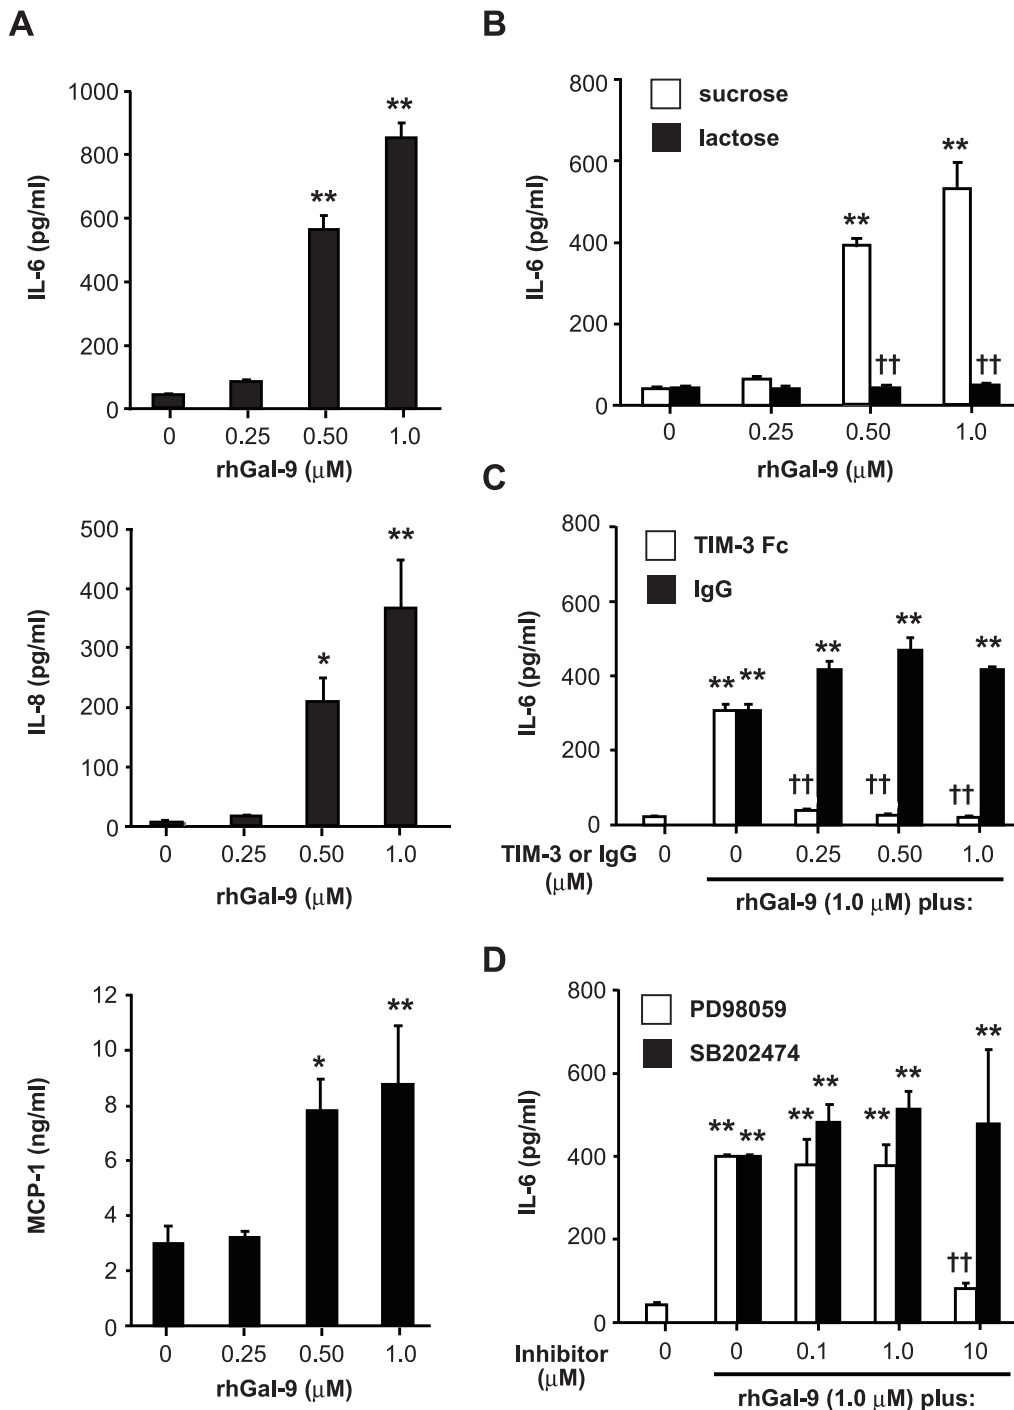 A
1000
800
600
400
200
0
IL-6 (pg/ml)
**
**
0 0.25 0.50 1.0
rhGal-9 (μM)
500
400
300
200
100
0
IL-8 (pg/ml)
*
**
0 0.25 0.50 1.0
rhGal-9 (μM)
12
10
8
6
4
2
0
MCP-1 (ng/ml)
*
**
0 0.25 0.50 1.0
rhGal-9 (μM)
B
800
600
400
200
0
IL-6 (pg/ml)
sucrose
lactose
**
**
†† ††
0 0.25 0.50 1.0
rhGal-9 (μM)
C
800
600
400
200
0
IL-6 (pg/ml)
TIM-3 Fc
IgG
** ** ** ** **
†† †† ††
TIM-3 or IgG 0 0 0.25 0.50 1.0
(μM)
rhGal-9 (1.0 μM) plus:
D
800
600
400
200
0
IL-6 (pg/ml)
PD98059
SB202474
** ** ** ** ** ** **
††
Inhibitor 0 0 0.1 1.0 10
(μM)
rhGal-9 (1.0 μM) plus: